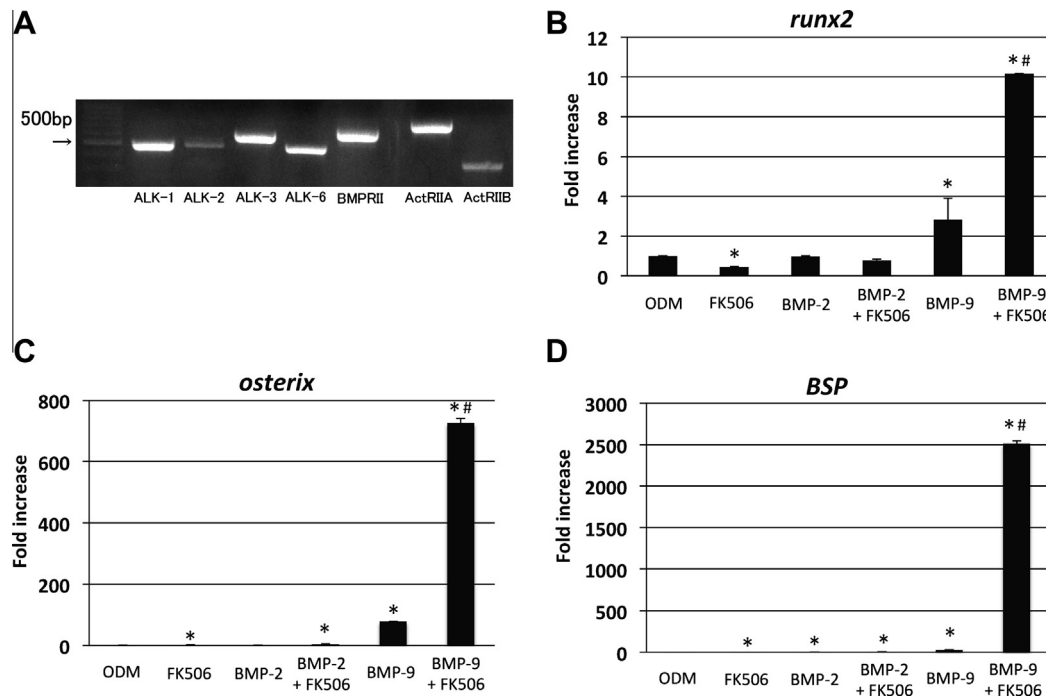 A
500bp
→
ALK-1 ALK-2 ALK-3 ALK-6 BMPRII ActRIIA ActRIIB
B
runx2
Fold increase
12
10
8
6
4
2
0
*
*
*#
ODM FK506 BMP-2 BMP-2 + FK506 BMP-9 BMP-9 + FK506
C
osterix
Fold increase
800
600
400
200
0
*
*
*
*#
ODM FK506 BMP-2 BMP-2 + FK506 BMP-9 BMP-9 + FK506
D
BSP
Fold increase
3000
2500
2000
1500
1000
500
0
*
*
*
*
*#
ODM FK506 BMP-2 BMP-2 + FK506 BMP-9 BMP-9 + FK506